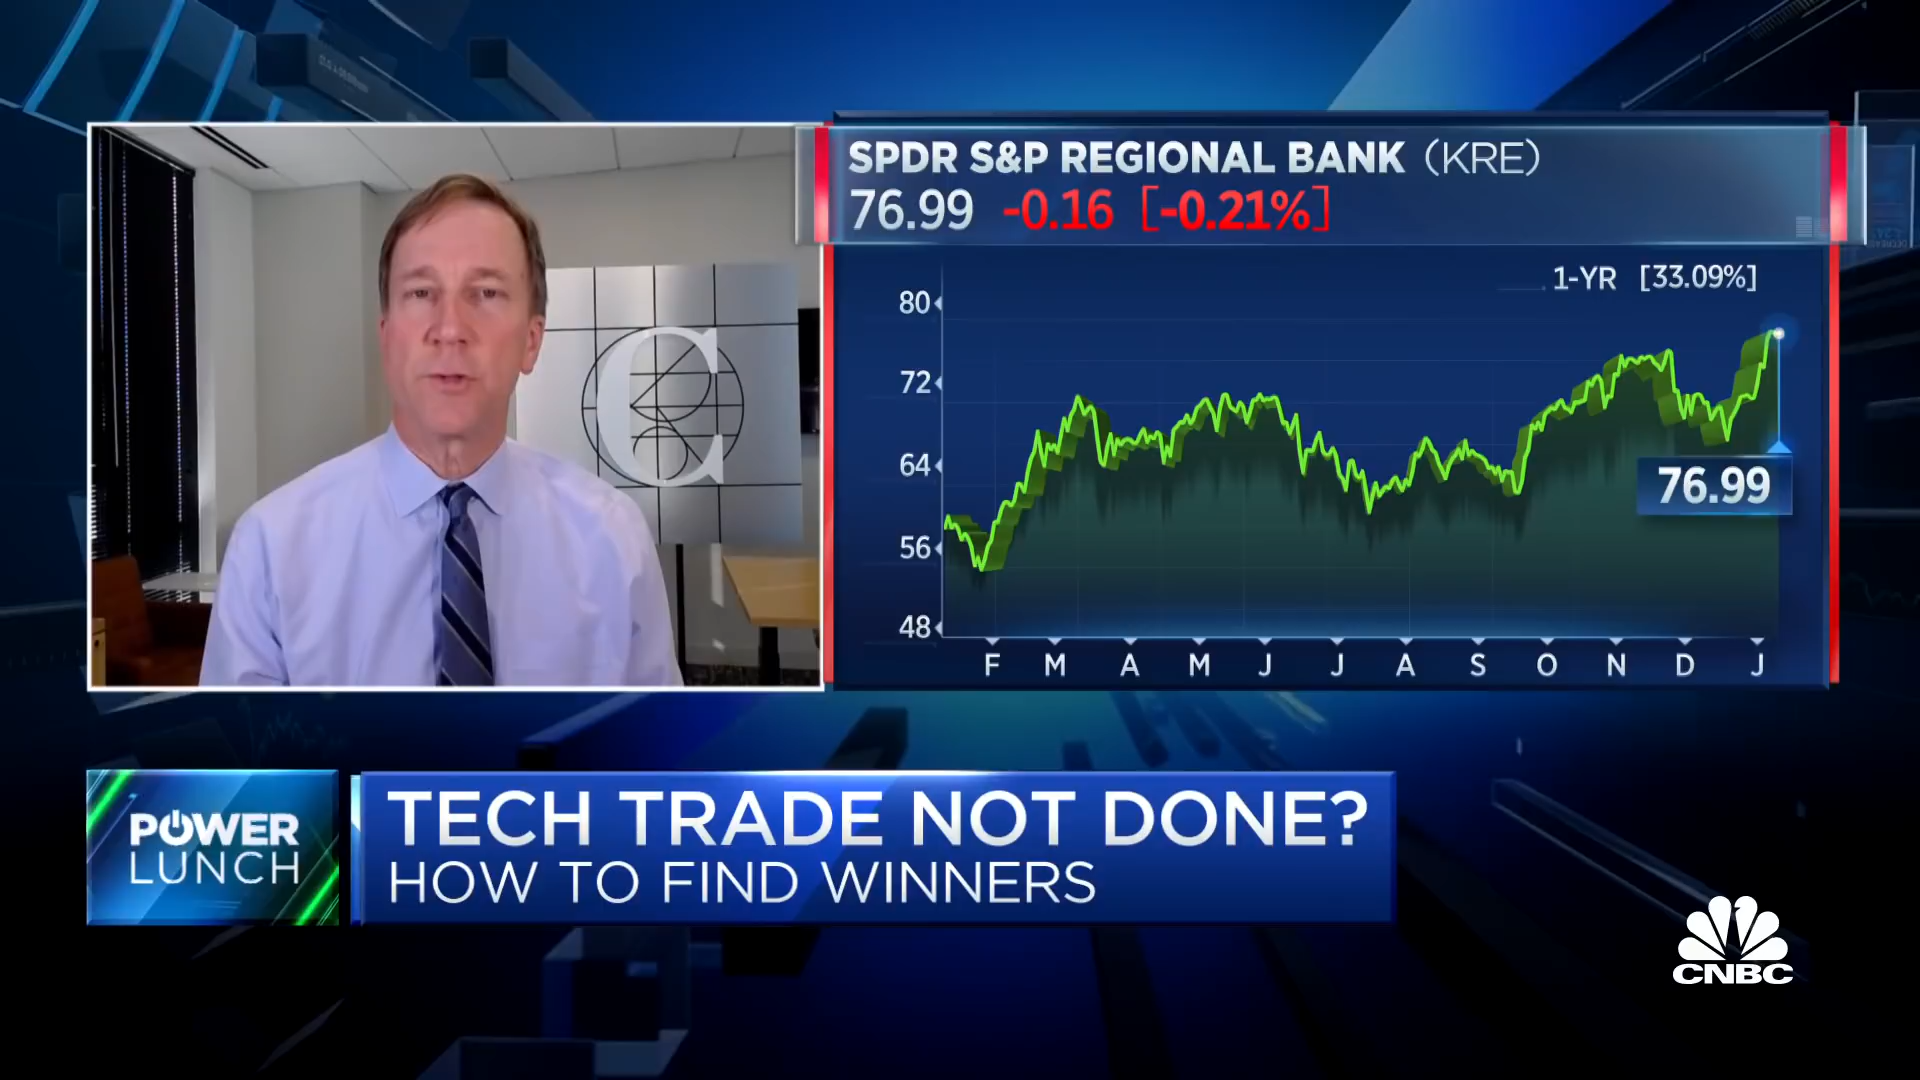 SPDR S&P REGIONAL BANK (KRE)
76.99 -0.16 [-0.21%]
1-YR [33.09%]
80
72
64
56
48
76.99
F M A M J J A S O N D J
C
POWER
LUNCH
TECH TRADE NOT DONE?
HOW TO FIND WINNERS
CNBC